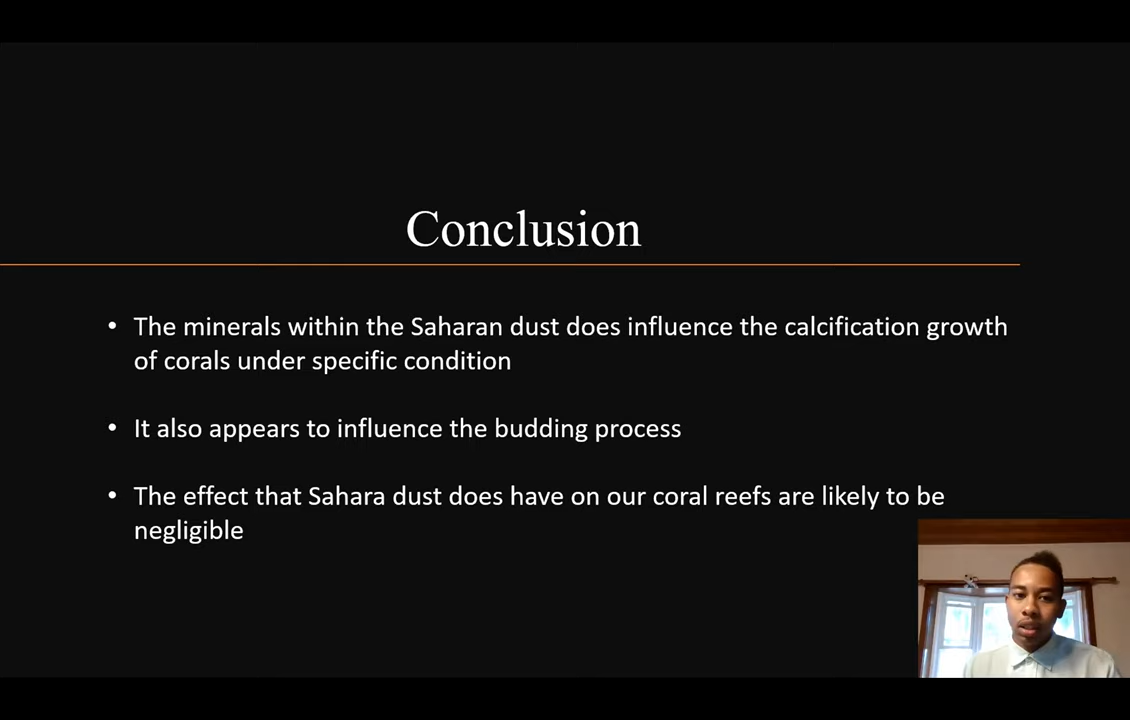 Conclusion
• The minerals within the Saharan dust does influence the calcification growth
of corals under specific condition
• It also appears to influence the budding process
• The effect that Sahara dust does have on our coral reefs are likely to be
negligible